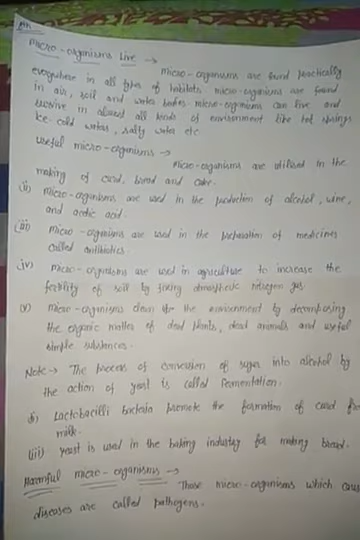 Micro-organisms Live →
micro-organisms are found practically
everywhere in all types of habitats micro-organisms are found
in air, soil and water bodies. micro-organisms can live and
survive in almost all kinds of environment like hot springs
ice cold water, salty water etc
useful micro-organisms →
micro-organisms are utilised in the
making of curd, bread and cake.
(ii) micro-organisms are used in the production of alcohol, wine,
and acetic acid.
(iii) micro organisms are used in the preparation of medicines
called antibiotics.
(iv) micro-organisms are used in agriculture to increase the
fertility of soil by fixing atmospheric nitrogen gas.
(v) micro-organisms clean the environment by decomposing
the organic matter of dead plants, dead animals and useful
simple substances.
Note → The process of conversion of sugar into alcohol by
the action of yeast is called fermentation.
Lactobacilli bacteria promote the formation of curd
milk.
(iii) yeast is used in the baking industry for making bread.
Harmful micro-organisms →
Those micro-organisms which
diseases are called pathogens.